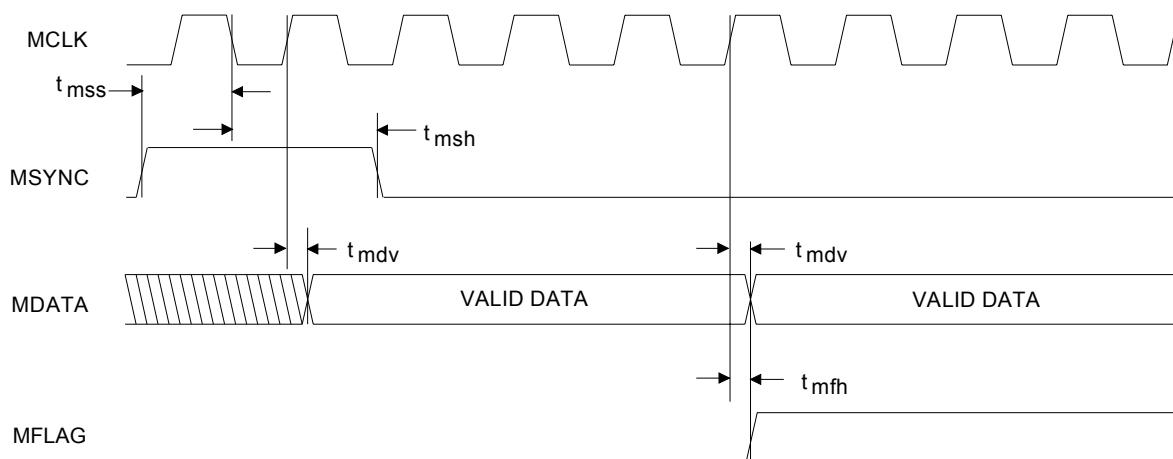 MCLK
t mss
t msh
MSYNC
t mdv
t mdv
MDATA
VALID DATA
VALID DATA
t mfh
MFLAG